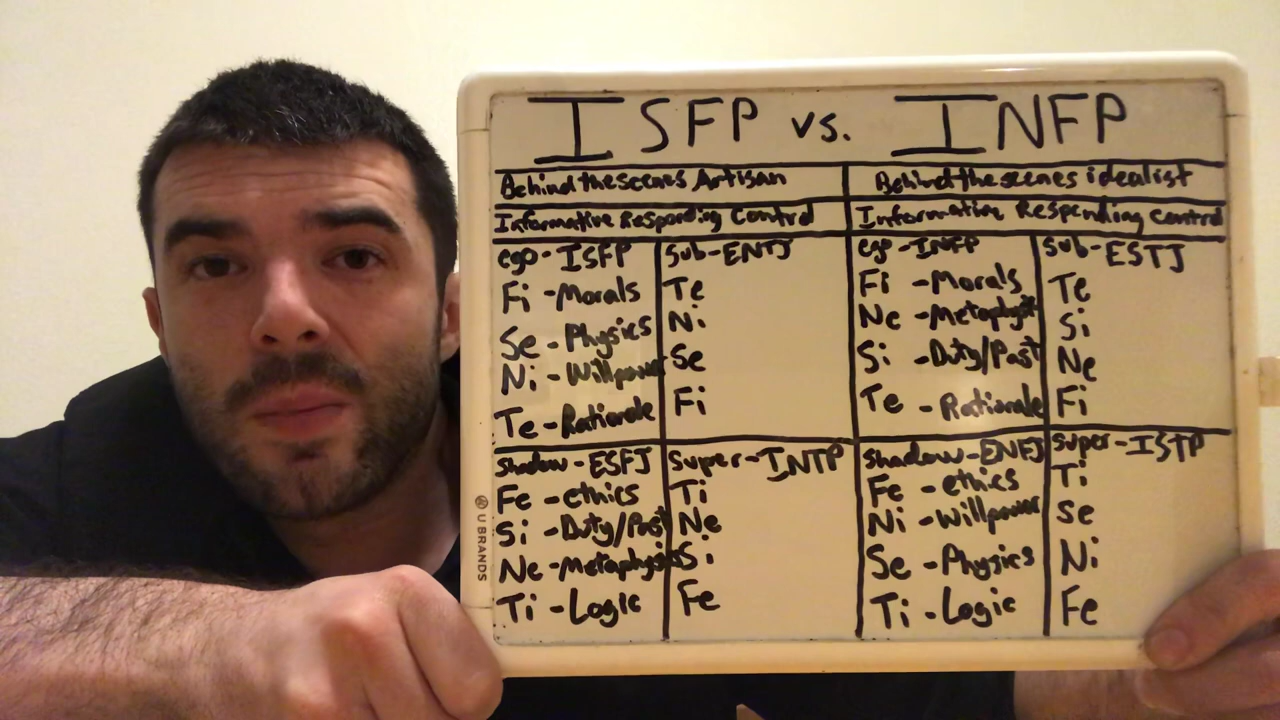 ISFP vs. INFP
Behind the scenes Artisan
Behind the scenes idealist
Informative Responding Control
Informative Responding Control
ego - ISFP
Fi - Morals
Se - Physics
Ni - Willpower
Te - Rationale
Sub - ENTJ
Te
Ni
Se
Fi
ego - INFP
Fi - Morals
Ne - Metaphysics
Si - Duty/Past
Te - Rationale
Sub - ESTJ
Te
Si
Ne
Fi
Shadow - ESFJ
Fe - ethics
Si - Duty/Past
Ne - Metaphysics
Ti - Logic
Super - INTP
Ti
Ne
Si
Fe
Shadow - ENFJ
Fe - ethics
Ni - Willpower
Se - Physics
Ti - Logic
Super - ISTP
Ti
Se
Ni
Fe
U BRANDS